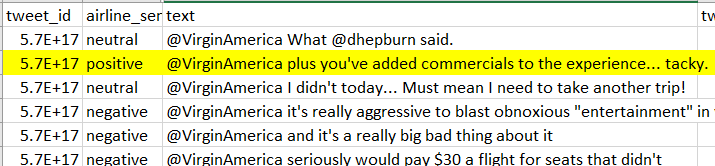 tweet_id airline_sen text tw
5.7E+17 neutral @VirginAmerica What @dhepburn said.
5.7E+17 positive @VirginAmerica plus you've added commercials to the experience... tacky.
5.7E+17 neutral @VirginAmerica I didn't today... Must mean I need to take another trip!
5.7E+17 negative @VirginAmerica it's really aggressive to blast obnoxious "entertainment" in
5.7E+17 negative @VirginAmerica and it's a really big bad thing about it
5.7E+17 negative @VirginAmerica seriously would pay $30 a flight for seats that didn't